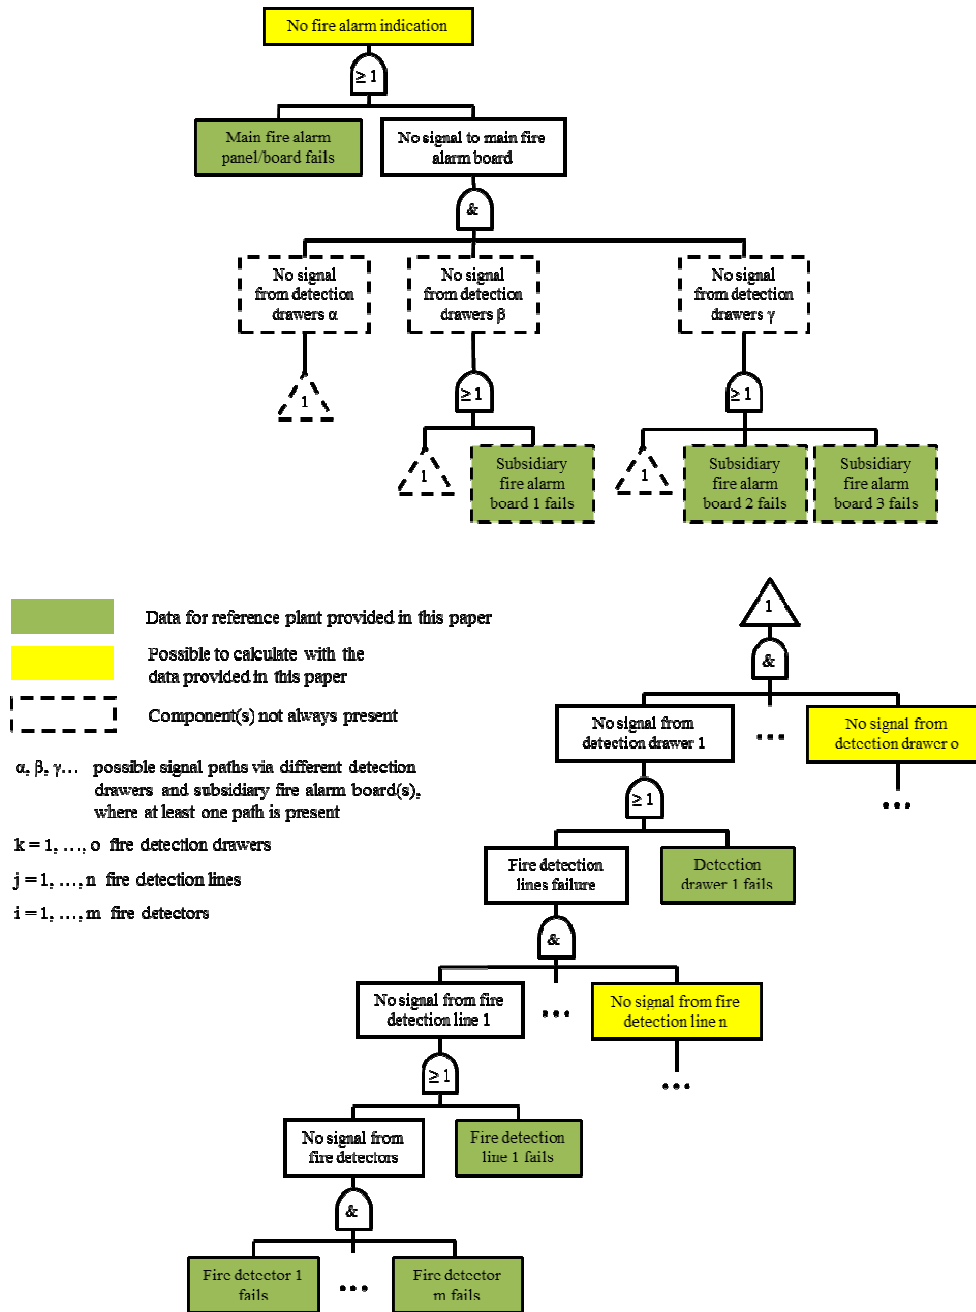 No fire alarm indication
≥ 1
Main fire alarm
panel/board fails
No signal to main fire
alarm board
&
No signal
from detection
drawers α
No signal
from detection
drawers β
No signal
from detection
drawers γ
1
≥ 1
≥ 1
1
Subsidiary
fire alarm
board 1 fails
1
Subsidiary
fire alarm
board 2 fails
Subsidiary
fire alarm
board 3 fails
Data for reference plant provided in this paper
Possible to calculate with the
data provided in this paper
Component(s) not always present
α, β, γ… possible signal paths via different detection
drawers and subsidiary fire alarm board(s),
where at least one path is present
k = 1, …, o fire detection drawers
j = 1, …, n fire detection lines
i = 1, …, m fire detectors
1
&
No signal from
detection drawer 1
…
No signal from
detection drawer o
…
≥ 1
Fire detection
lines failure
Detection
drawer 1 fails
&
No signal from fire
detection line 1
…
No signal from fire
detection line n
…
≥ 1
No signal from
fire detectors
Fire detection
line 1 fails
&
Fire detector 1
fails
…
Fire detector
m fails